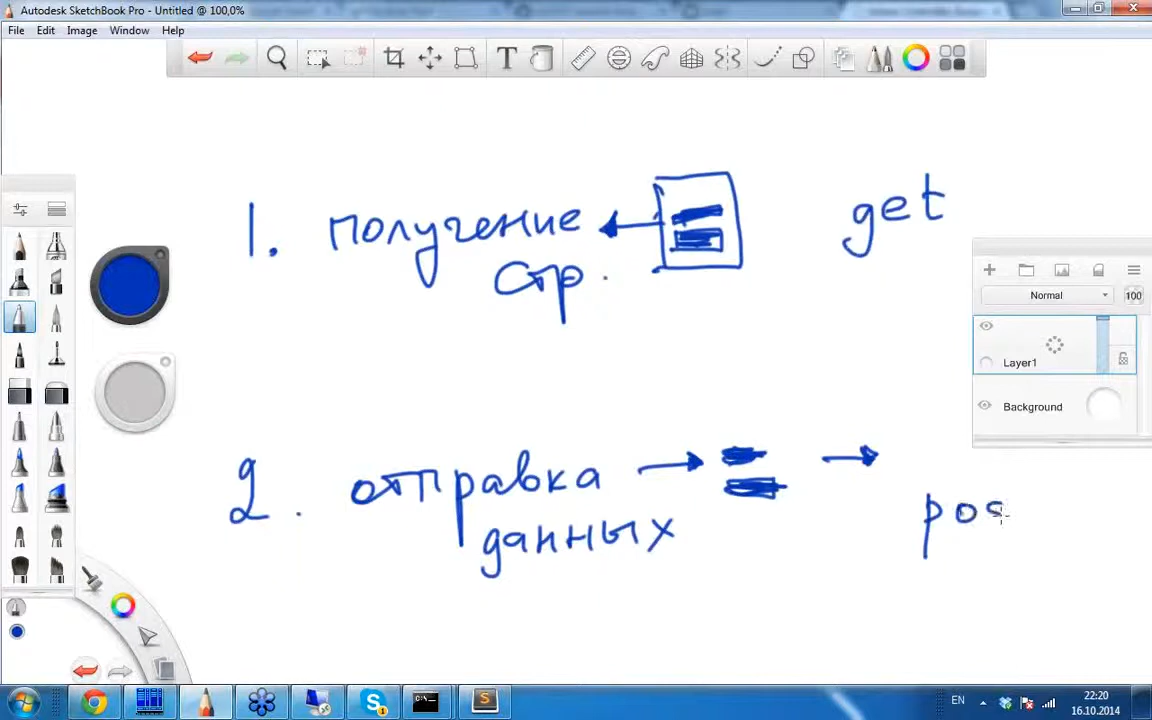 Autodesk SketchBook Pro - Untitled @ 100,0%
File Edit Image Window Help
1. получение get
стр.
Normal 100
Layer1
Background
2. отправка
данных pos
EN 22:20
16.10.2014